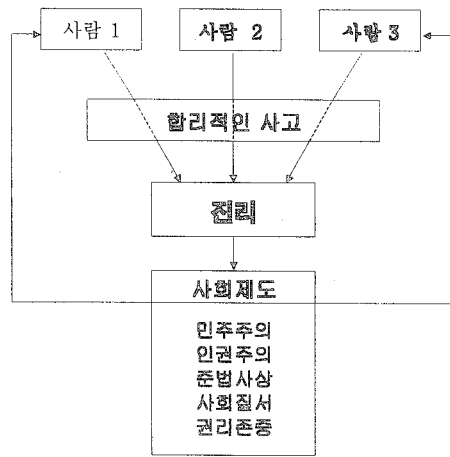 사람 1
사람 2
사람 3
합리적인 사고
진리
사회제도
민주주의
인권주의
준법사상
사회질서
권리존중